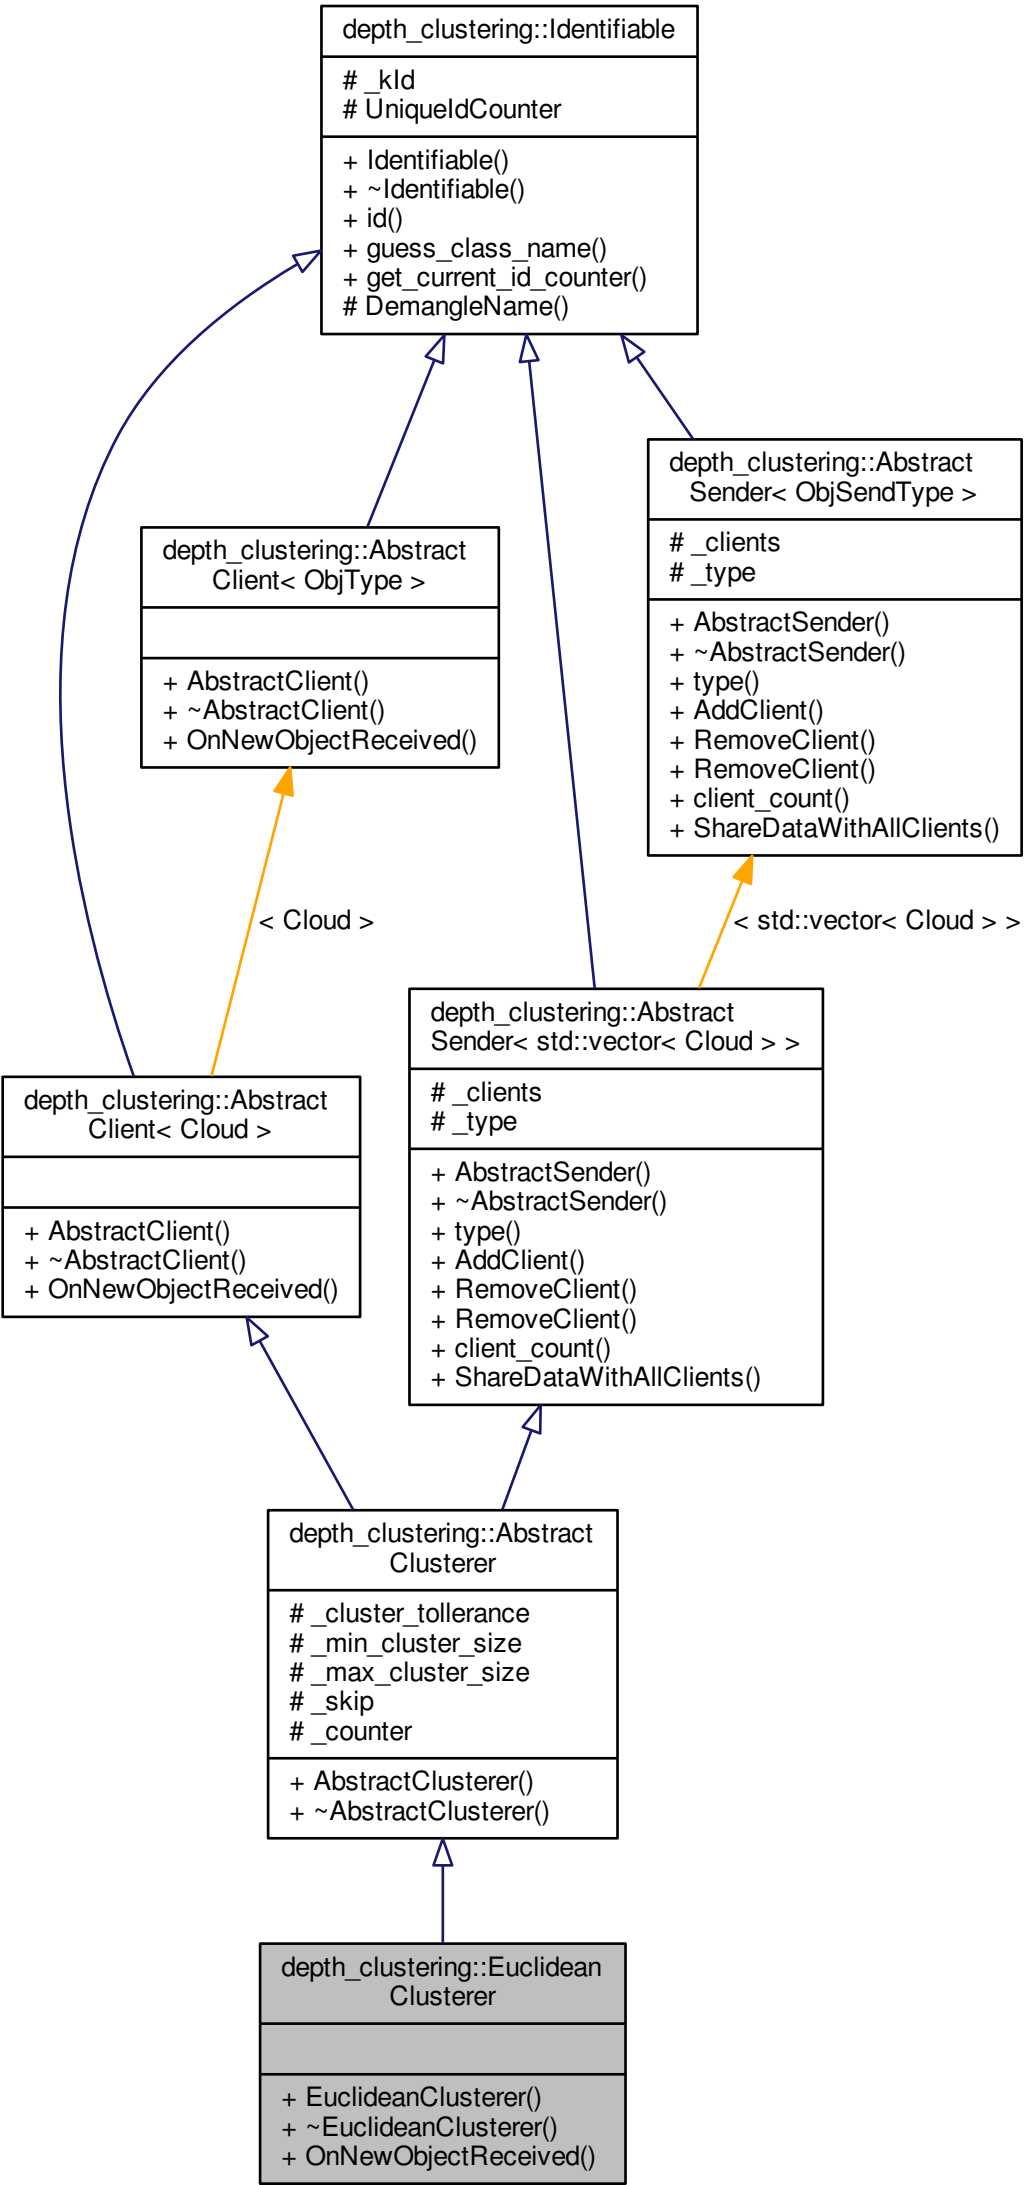 depth_clustering::Identifiable
# _kId
# UniqueIdCounter
+ Identifiable()
+ ~Identifiable()
+ id()
+ guess_class_name()
+ get_current_id_counter()
# DemangleName()
depth_clustering::Abstract
Sender< ObjSendType >
# _clients
# _type
+ AbstractSender()
+ ~AbstractSender()
+ type()
+ AddClient()
+ RemoveClient()
+ RemoveClient()
+ client_count()
+ ShareDataWithAllClients()
depth_clustering::Abstract
Client< ObjType >
+ AbstractClient()
+ ~AbstractClient()
+ OnNewObjectReceived()
< Cloud >
< std::vector< Cloud > >
depth_clustering::Abstract
Sender< std::vector< Cloud > >
# _clients
# _type
+ AbstractSender()
+ ~AbstractSender()
+ type()
+ AddClient()
+ RemoveClient()
+ RemoveClient()
+ client_count()
+ ShareDataWithAllClients()
depth_clustering::Abstract
Client< Cloud >
+ AbstractClient()
+ ~AbstractClient()
+ OnNewObjectReceived()
depth_clustering::Abstract
Clusterer
# _cluster_tollerance
# _min_cluster_size
# _max_cluster_size
# _skip
# _counter
+ AbstractClusterer()
+ ~AbstractClusterer()
depth_clustering::Euclidean
Clusterer
+ EuclideanClusterer()
+ ~EuclideanClusterer()
+ OnNewObjectReceived()